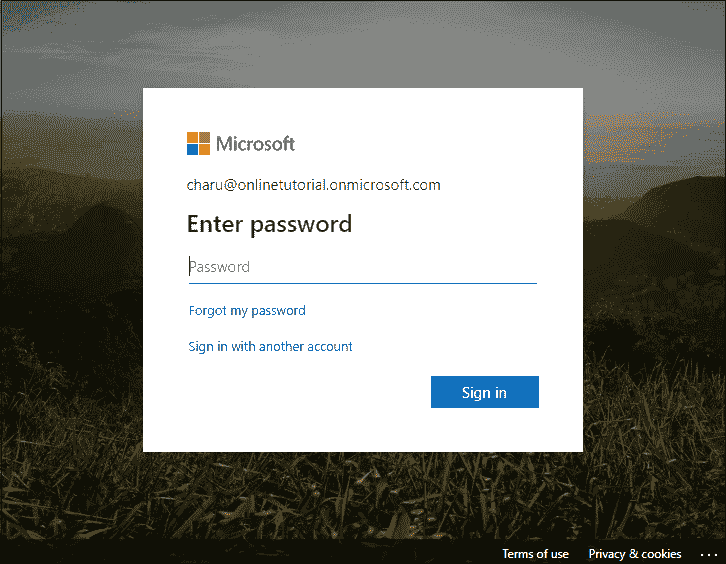 Microsoft
charu@onlinetutorial.onmicrosoft.com
Enter password
Password
Forgot my password
Sign in with another account
Sign in
Terms of use Privacy & cookies ...